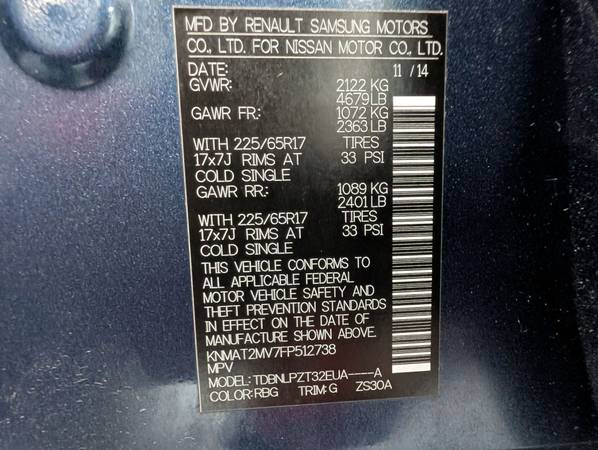 MFD BY RENAULT SAMSUNG MOTORS
CO., LTD. FOR NISSAN MOTOR CO., LTD.
DATE: 11 / 14
GVWR: 2122 KG
4679 LB
GAWR FR: 1072 KG
2363 LB
WITH 225/65R17 TIRES
17x7J RIMS AT 33 PSI
COLD SINGLE
GAWR RR: 1089 KG
2401 LB
WITH 225/65R17 TIRES
17x7J RIMS AT 33 PSI
COLD SINGLE
THIS VEHICLE CONFORMS TO
ALL APPLICABLE FEDERAL
MOTOR VEHICLE SAFETY AND
THEFT PREVENTION STANDARDS
IN EFFECT ON THE DATE OF
MANUFACTURE SHOWN ABOVE.
KNMAT2MV7FP512738
MPV
MODEL: TDBNLPZT32EUA----A
COLOR:RBG TRIM:G ZS30A